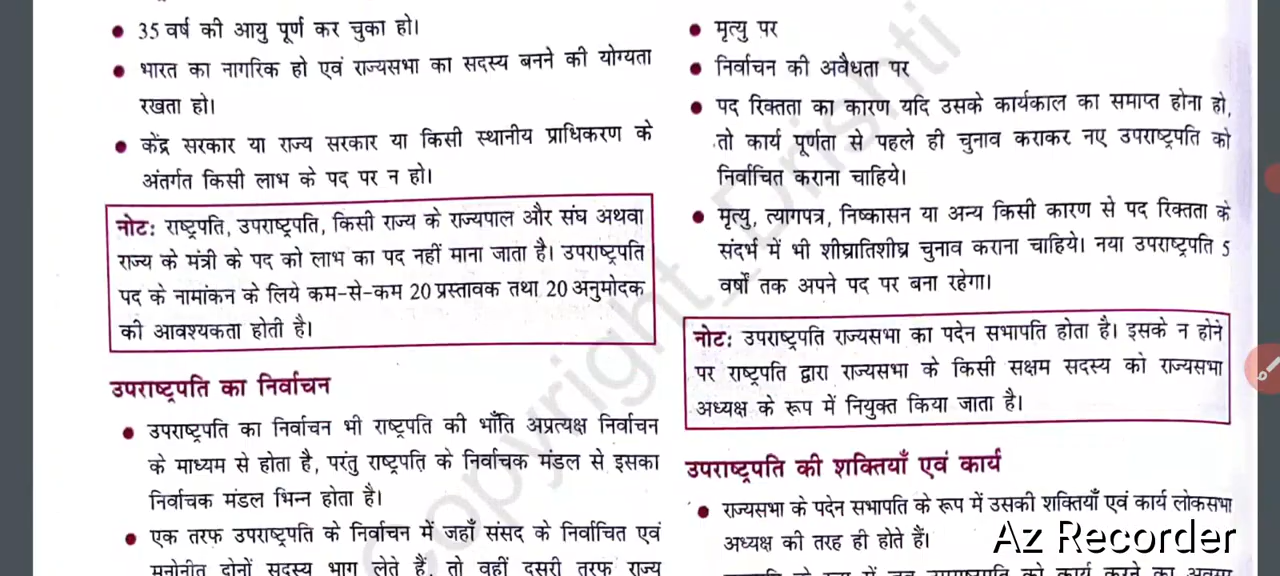 • 35 वर्ष की आयु पूर्ण कर चुका हो।
• भारत का नागरिक हो एवं राज्यसभा का सदस्य बनने की योग्यता
रखता हो।
• केंद्र सरकार या राज्य सरकार या किसी स्थानीय प्राधिकरण के
अंतर्गत किसी लाभ के पद पर न हो।
नोट: राष्ट्रपति, उपराष्ट्रपति, किसी राज्य के राज्यपाल और संघ अथवा
राज्य के मंत्री के पद को लाभ का पद नहीं माना जाता है। उपराष्ट्रपति
पद के नामांकन के लिये कम-से-कम 20 प्रस्तावक तथा 20 अनुमोदक
की आवश्यकता होती है।
उपराष्ट्रपति का निर्वाचन
• उपराष्ट्रपति का निर्वाचन भी राष्ट्रपति की भाँति अप्रत्यक्ष निर्वाचन
के माध्यम से होता है, परंतु राष्ट्रपति के निर्वाचक मंडल से इसका
निर्वाचक मंडल भिन्न होता है।
• एक तरफ उपराष्ट्रपति के निर्वाचन में जहाँ संसद के निर्वाचित एवं
मनोनीत दोनों सदस्य भाग लेते हैं, तो वहीं दूसरी तरफ राज्य
• मृत्यु पर
• निर्वाचन की अवैधता पर
• पद रिक्तता का कारण यदि उसके कार्यकाल का समाप्त होना हो,
तो कार्य पूर्णता से पहले ही चुनाव कराकर नए उपराष्ट्रपति को
निर्वाचित कराना चाहिये।
• मृत्यु, त्यागपत्र, निष्कासन या अन्य किसी कारण से पद रिक्तता के
संदर्भ में भी शीघ्रातिशीघ्र चुनाव कराना चाहिये। नया उपराष्ट्रपति 5
वर्षों तक अपने पद पर बना रहेगा।
नोट: उपराष्ट्रपति राज्यसभा का पदेन सभापति होता है। इसके न होने
पर राष्ट्रपति द्वारा राज्यसभा के किसी सक्षम सदस्य को राज्यसभा
अध्यक्ष के रूप में नियुक्त किया जाता है।
उपराष्ट्रपति की शक्तियाँ एवं कार्य
• राज्यसभा के पदेन सभापति के रूप में उसकी शक्तियाँ एवं कार्य लोकसभा
अध्यक्ष की तरह ही होते हैं।
Copyright_Drishti
Az Recorder